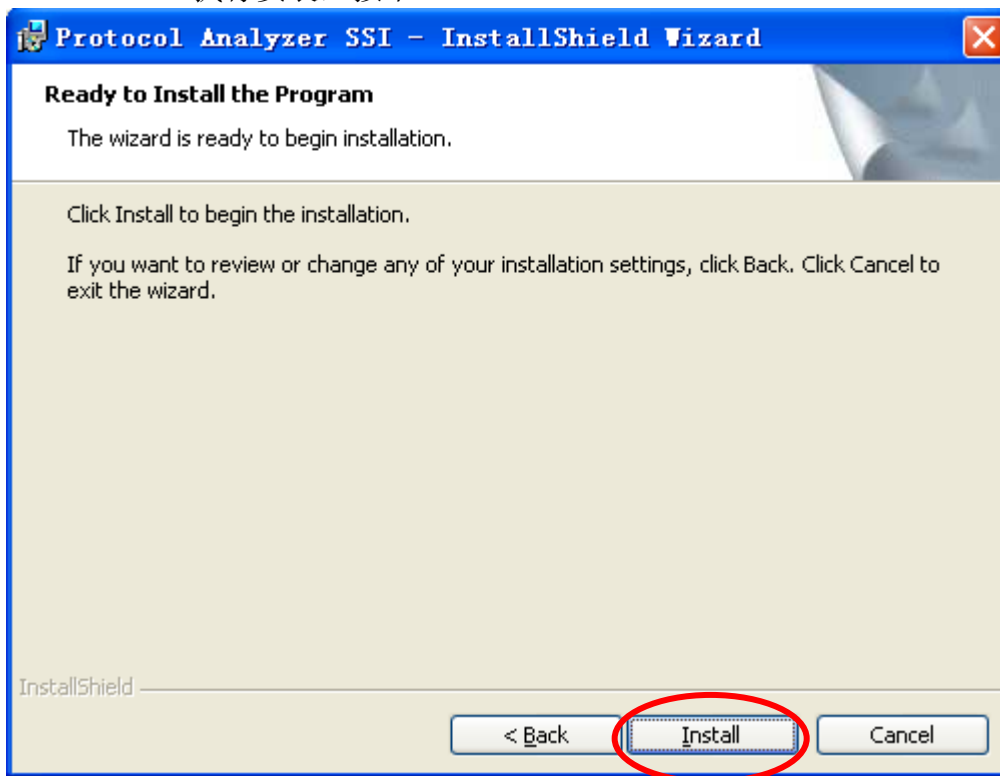 Protocol Analyzer SSI - InstallShield Wizard
Ready to Install the Program
The wizard is ready to begin installation.
Click Install to begin the installation.
If you want to review or change any of your installation settings, click Back. Click Cancel to
exit the wizard.
InstallShield
< Back
Install
Cancel